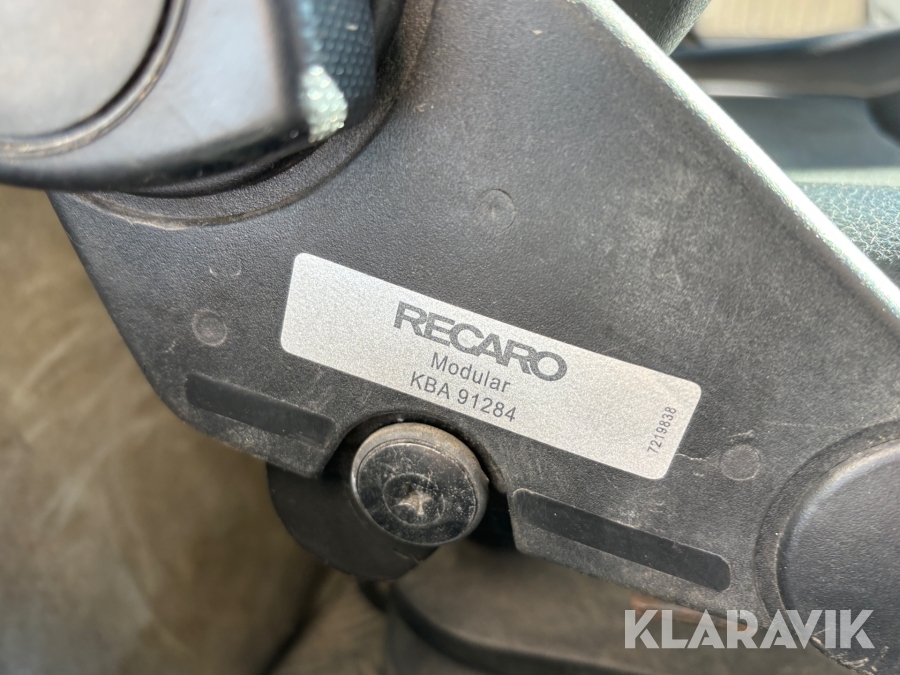 RECARO
Modular
KBA 91284
7219838
KLARAVIK